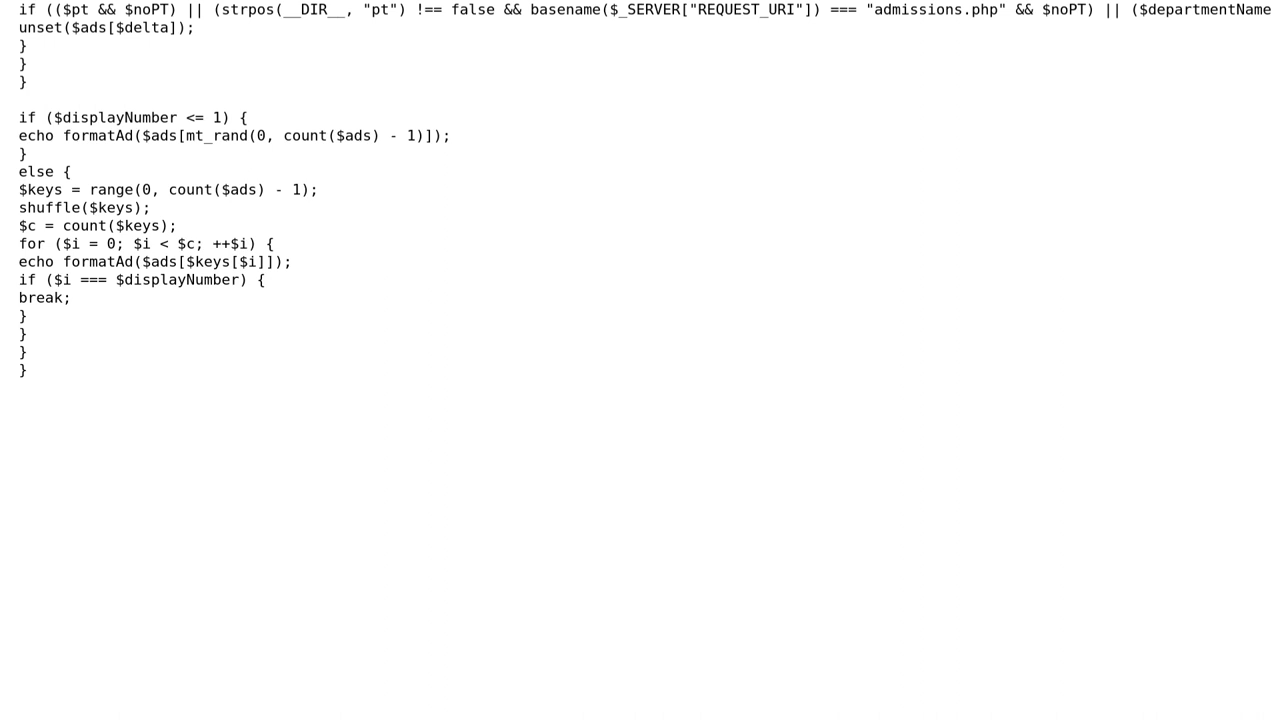 if (($pt && $noPT) || (strpos(__DIR__, "pt") !== false && basename($_SERVER["REQUEST_URI"]) === "admissions.php" && $noPT) || ($departmentName
unset($ads[$delta]);
}
}
}
if ($displayNumber <= 1) {
echo formatAd($ads[mt_rand(0, count($ads) - 1)]);
}
else {
$keys = range(0, count($ads) - 1);
shuffle($keys);
$c = count($keys);
for ($i = 0; $i < $c; ++$i) {
echo formatAd($ads[$keys[$i]]);
if ($i === $displayNumber) {
break;
}
}
}
}